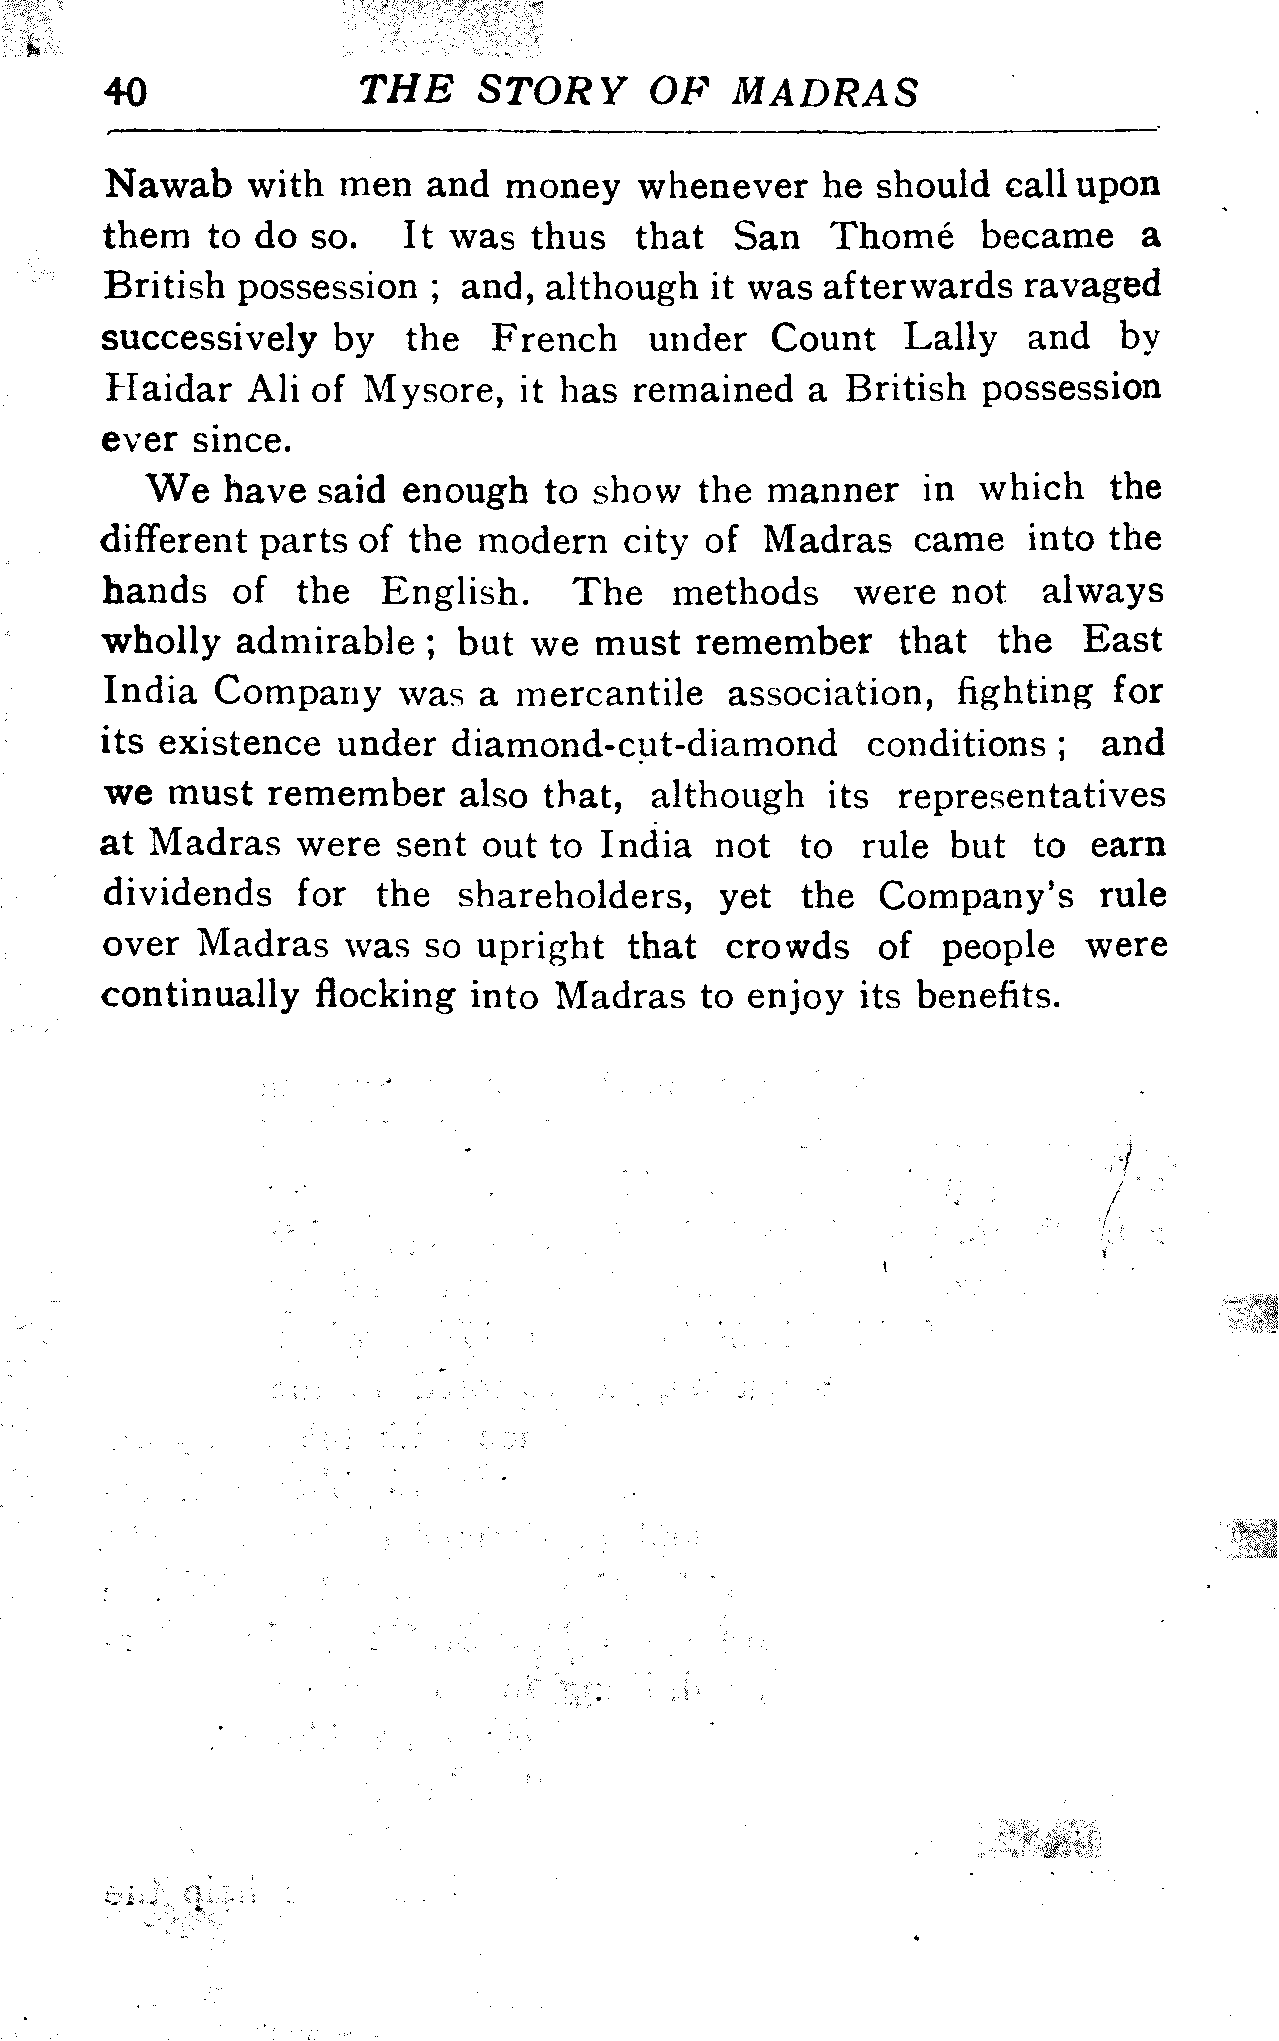 40 THE STORY OF MADRAS
Nawab with men and money whenever he should call upon
them to do so. It was thus that San Thomé became a
British possession ; and, although it was afterwards ravaged
successively by the French under Count Lally and by
Haidar Ali of Mysore, it has remained a British possession
ever since.
We have said enough to show the manner in which the
different parts of the modern city of Madras came into the
hands of the English. The methods were not always
wholly admirable ; but we must remember that the East
India Company was a mercantile association, fighting for
its existence under diamond-cut-diamond conditions ; and
we must remember also that, although its representatives
at Madras were sent out to India not to rule but to earn
dividends for the shareholders, yet the Company's rule
over Madras was so upright that crowds of people were
continually flocking into Madras to enjoy its benefits.